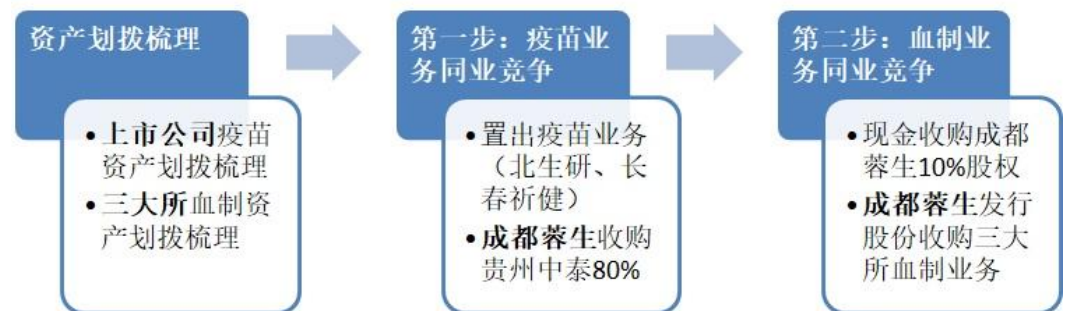 资产划拨梳理
•上市公司疫苗
资产划拨梳理
•三大所血制资
产划拨梳理
第一步：疫苗业
务同业竞争
•置出疫苗业务
（北生研、长
春祈健）
•成都蓉生收购
贵州中泰80%
第二步：血制业
务同业竞争
•现金收购成都
蓉生10%股权
•成都蓉生发行
股份收购三大
所血制业务